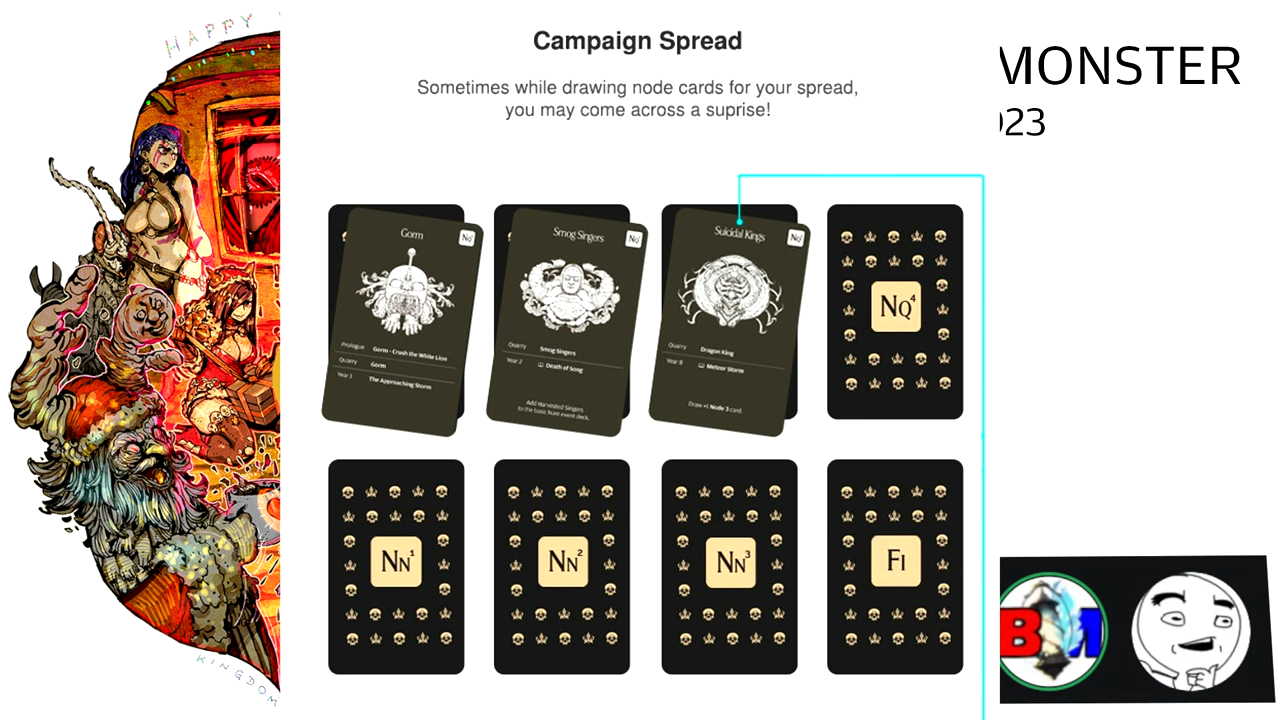 HAPPY
Campaign Spread
MONSTER
Sometimes while drawing node cards for your spread,
you may come across a suprise!
023
Gorm
NQ
Prologue Gorm - Crush the White Lion
Quarry Gorm
Year 1 The Approaching Storm
Smog Singers
NQ
Quarry Smog Singers
Year 2 Death of Song
Add Harvested Singers
to the basic hunt event deck.
Suicidal Kings
NQ
Quarry Dragon King
Year 8 Meteor Storm
Draw +1 Node 3 card.
NQ4
NN1
NN2
NN3
FI
B
KINGDOM